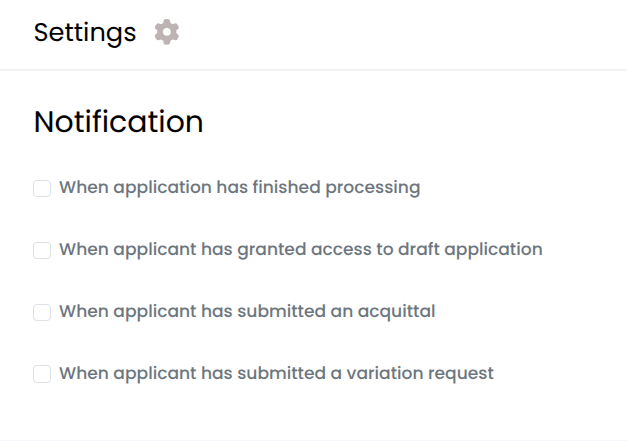 Settings
Notification
When application has finished processing
When applicant has granted access to draft application
When applicant has submitted an acquittal
When applicant has submitted a variation request